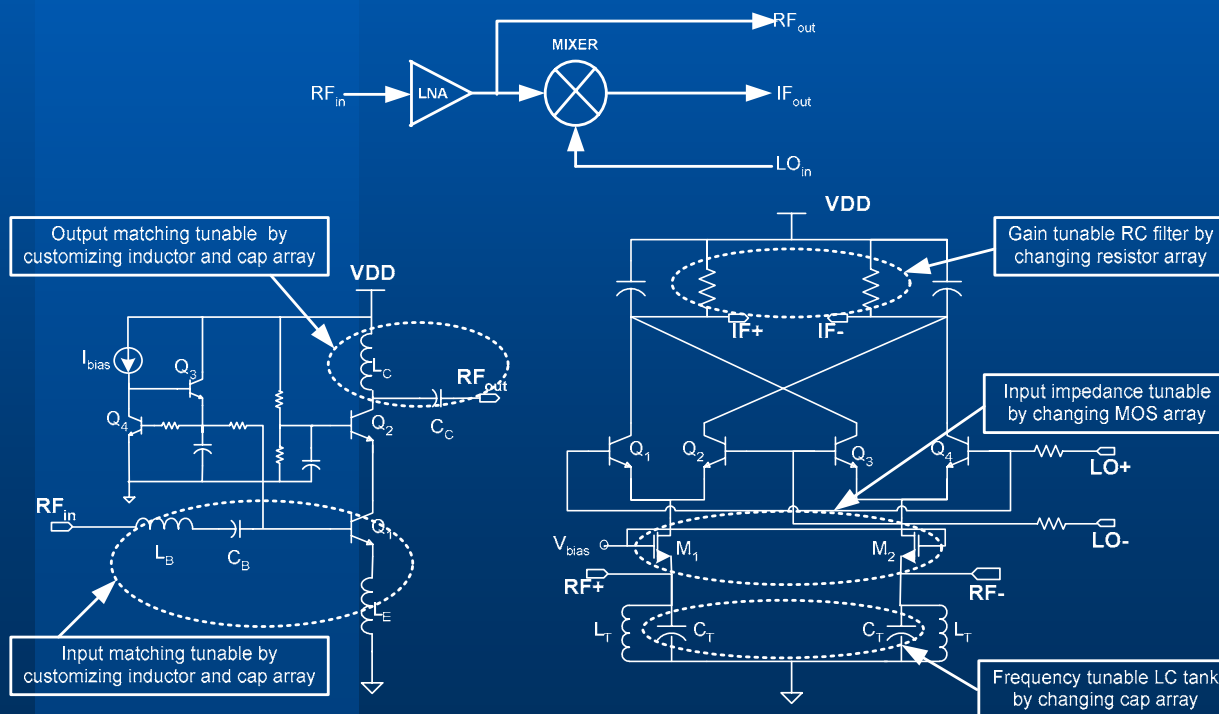 RFout
MIXER
RFin
LNA
IFout
LOin
Output matching tunable by
customizing inductor and cap array
VDD
Ibias
Q3
LC
RFout
Q4
Q2
CC
RFin
LB
CB
Q1
LE
Input matching tunable by
customizing inductor and cap array
VDD
Gain tunable RC filter by
changing resistor array
IF+
IF-
Input impedance tunable
by changing MOS array
Q1
Q2
Q3
Q4
LO+
LO-
Vbias
M1
M2
RF+
RF-
LT
CT
CT
LT
Frequency tunable LC tank
by changing cap array